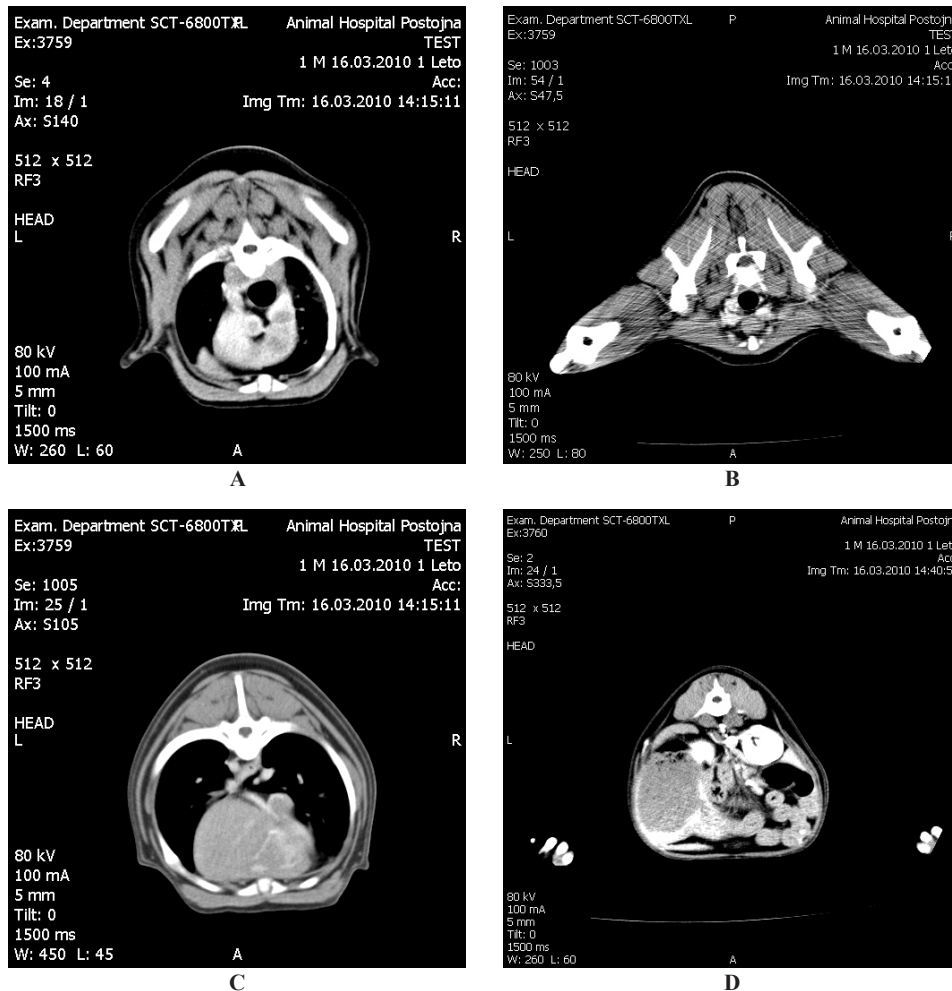 Exam. Department SCT-6800TXL Animal Hospital Postojna
Ex:3759 TEST
1 M 16.03.2010 1 Leto
Se: 4 Acc:
Im: 18 / 1 Img Tm: 16.03.2010 14:15:11
Ax: S140
512 x 512
RF3
HEAD
L R
80 kV
100 mA
5 mm
Tilt: 0
1500 ms
W: 260 L: 60 A
A
Exam. Department SCT-6800TXL P Animal Hospital Postojn
Ex:3759 TEST
1 M 16.03.2010 1 Leto
Se: 1003 Acc
Im: 54 / 1 Img Tm: 16.03.2010 14:15:1
Ax: S47,5
512 x 512
RF3
HEAD
L
80 kV
100 mA
5 mm
Tilt: 0
1500 ms
W: 250 L: 80 A
B
Exam. Department SCT-6800TXL Animal Hospital Postojna
Ex:3759 TEST
1 M 16.03.2010 1 Leto
Se: 1005 Acc:
Im: 25 / 1 Img Tm: 16.03.2010 14:15:11
Ax: S105
512 x 512
RF3
HEAD
L R
80 kV
100 mA
5 mm
Tilt: 0
1500 ms
W: 450 L: 45 A
C
Exam. Department SCT-6800TXL P Animal Hospital Postojn
Ex:3760
1 M 16.03.2010 1 Let
Se: 2 Acc
Im: 24 / 1 Img Tm: 16.03.2010 14:40:5
Ax: S333,5
512 x 512
RF3
HEAD
L
80 kV
100 mA
5 mm
Tilt: 0
1500 ms
W: 260 L: 60 A
D